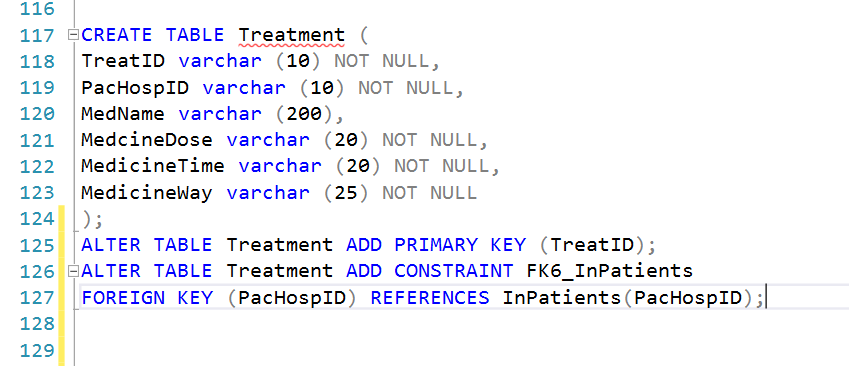 116
117 CREATE TABLE Treatment (
118 TreatID varchar (10) NOT NULL,
119 PacHospID varchar (10) NOT NULL,
120 MedName varchar (200),
121 MedcineDose varchar (20) NOT NULL,
122 MedicineTime varchar (20) NOT NULL,
123 MedicineWay varchar (25) NOT NULL
124 );
125 ALTER TABLE Treatment ADD PRIMARY KEY (TreatID);
126 ALTER TABLE Treatment ADD CONSTRAINT FK6_InPatients
127 FOREIGN KEY (PacHospID) REFERENCES InPatients(PacHospID);
128
129